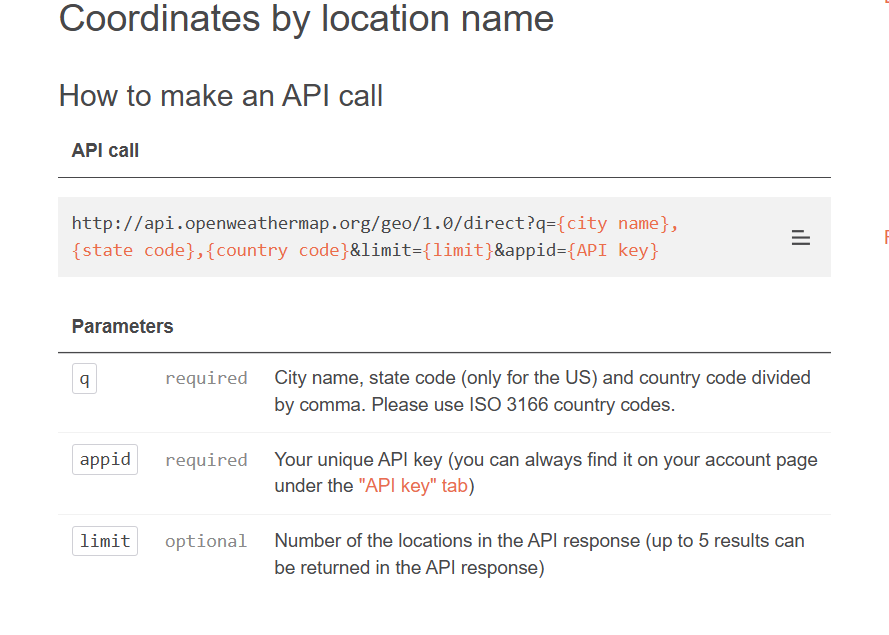 Coordinates by location name
How to make an API call
API call
http://api.openweathermap.org/geo/1.0/direct?q={city name},
{state code},{country code}&limit={limit}&appid={API key}
Parameters
q required City name, state code (only for the US) and country code divided
by comma. Please use ISO 3166 country codes.
appid required Your unique API key (you can always find it on your account page
under the "API key" tab)
limit optional Number of the locations in the API response (up to 5 results can
be returned in the API response)